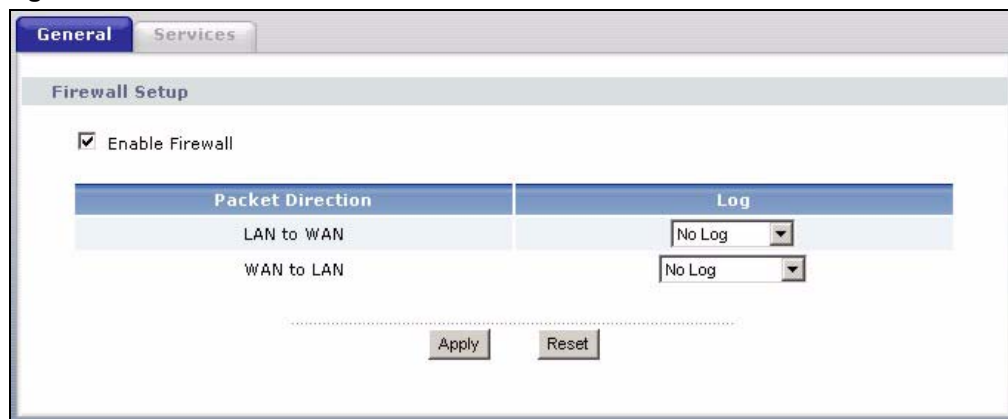 General Services
Firewall Setup
Enable Firewall
Packet Direction Log
LAN to WAN No Log
WAN to LAN No Log
Apply Reset